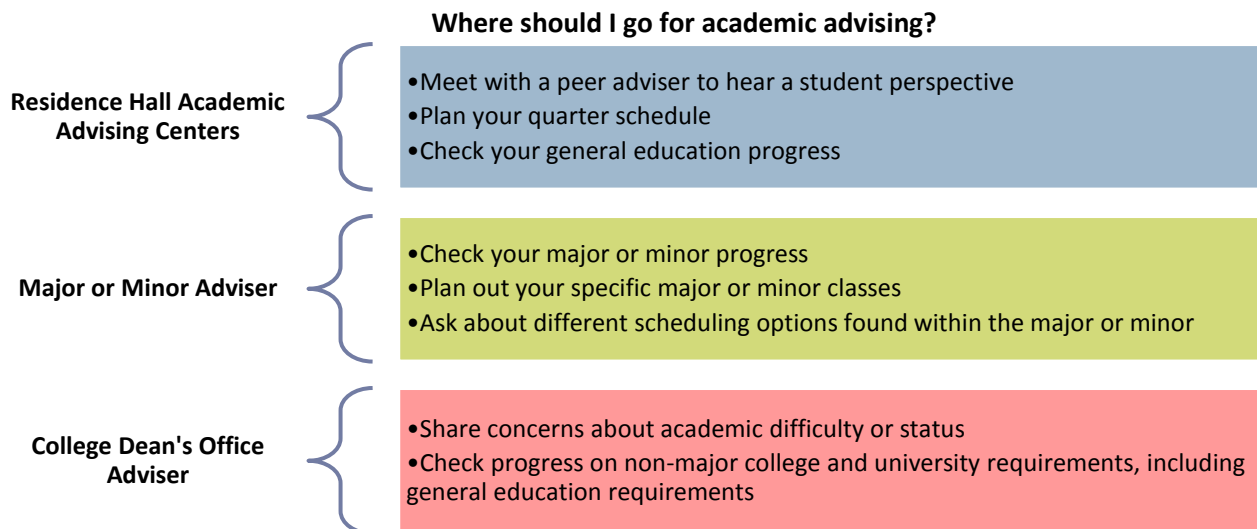 Where should I go for academic advising?
Residence Hall Academic
Advising Centers
•Meet with a peer adviser to hear a student perspective
•Plan your quarter schedule
•Check your general education progress
Major or Minor Adviser
•Check your major or minor progress
•Plan out your specific major or minor classes
•Ask about different scheduling options found within the major or minor
College Dean's Office
Adviser
•Share concerns about academic difficulty or status
•Check progress on non-major college and university requirements, including
general education requirements